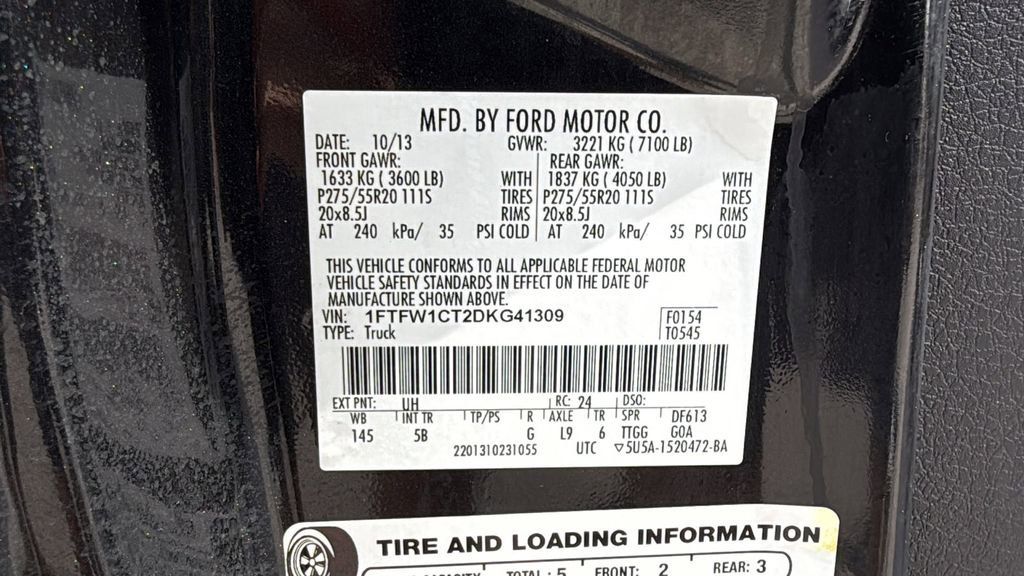 MFD. BY FORD MOTOR CO.
DATE: 10/13 GVWR: 3221 KG ( 7100 LB)
FRONT GAWR: REAR GAWR:
1633 KG ( 3600 LB) WITH 1837 KG ( 4050 LB) WITH
P275/55R20 111S TIRES P275/55R20 111S TIRES
20x8.5J RIMS 20x8.5J RIMS
AT 240 kPa/ 35 PSI COLD AT 240 kPa/ 35 PSI COLD
THIS VEHICLE CONFORMS TO ALL APPLICABLE FEDERAL MOTOR
VEHICLE SAFETY STANDARDS IN EFFECT ON THE DATE OF
MANUFACTURE SHOWN ABOVE.
VIN: 1FTFW1CT2DKG41309 F0154
TYPE: Truck T0545
EXT PNT: UH RC: 24 DSO:
WB INT TR TP/PS R AXLE TR SPR DF613
145 5B G L9 6 TTGG G0A
2201310231055 UTC ▽5U5A-1520472-BA
TIRE AND LOADING INFORMATION
TOTAL: 5 FRONT: 2 REAR: 3